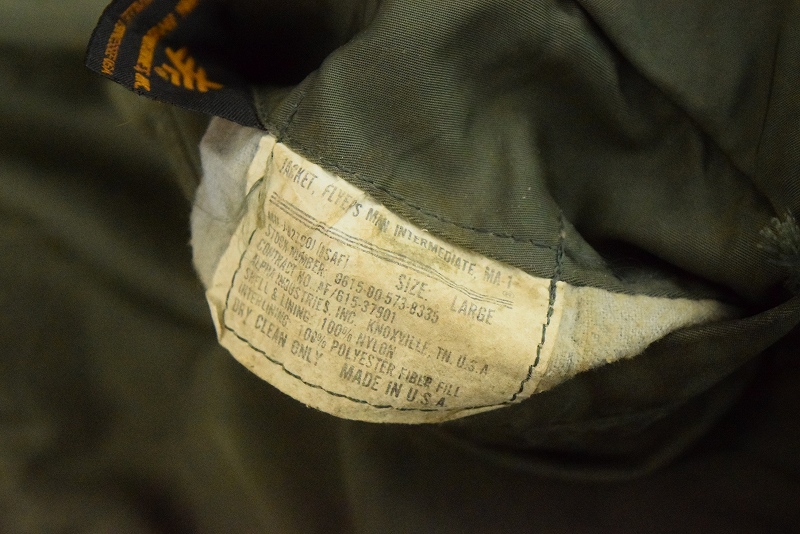 JACKET, FLYER'S MAN INTERMEDIATE, MA-1
(USAF)
SIZE: LARGE
STOCK NUMBER: 8615-00-573-8335
CONTRACT NO. AF/615-37901
ALPHA INDUSTRIES, INC. KNOXVILLE, TN. U.S.A
SHELL & LINING: 100% NYLON
INTERLINING: 100% POLYESTER FIBER FILL
DRY CLEAN ONLY MADE IN U.S.A.